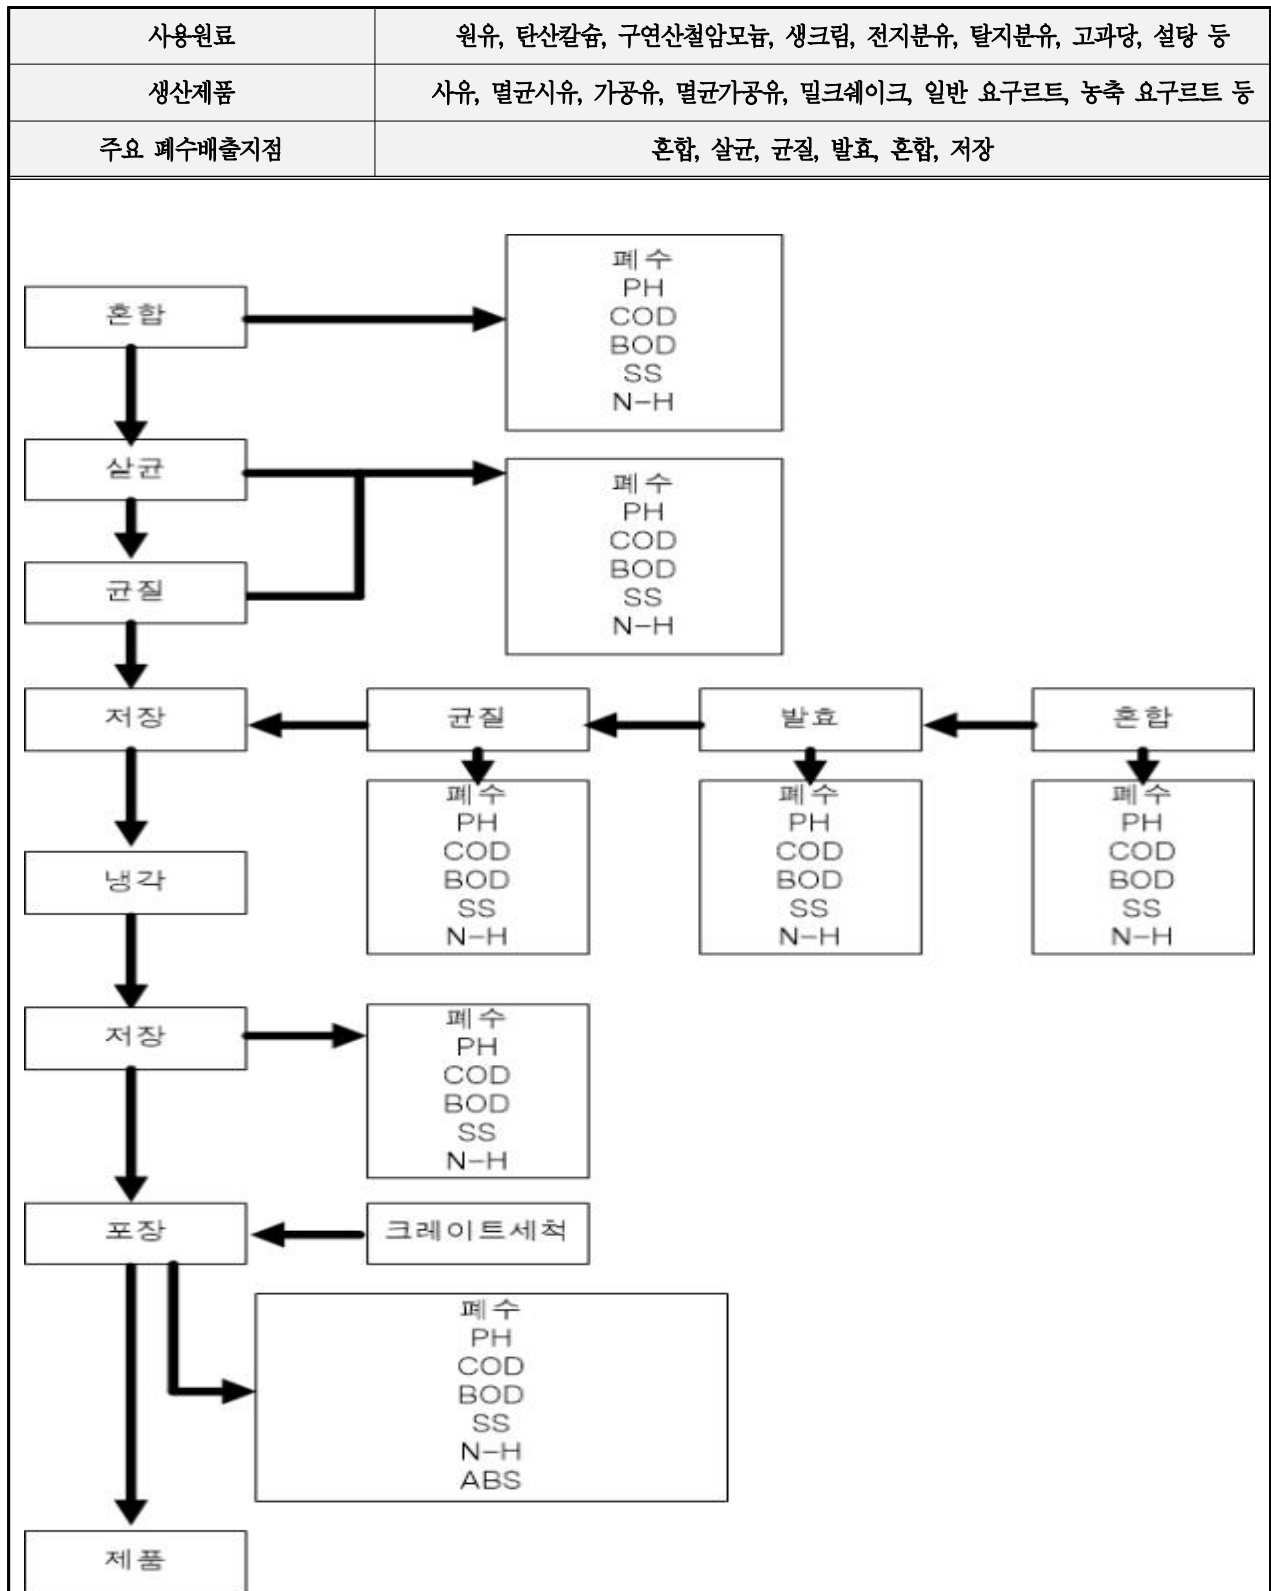 사용원료 원유, 탄산칼슘, 구연산철암모늄, 생크림, 전지분유, 탈지분유, 고과당, 설탕 등
생산제품 사유, 멸균시유, 가공유, 멸균가공유, 밀크쉐이크, 일반 요구르트, 농축 요구르트 등
주요 폐수배출지점 혼합, 살균, 균질, 발효, 혼합, 저장
혼합
폐수
PH
COD
BOD
SS
N-H
살균
균질
폐수
PH
COD
BOD
SS
N-H
저장
균질
발효
혼합
폐수
PH
COD
BOD
SS
N-H
폐수
PH
COD
BOD
SS
N-H
폐수
PH
COD
BOD
SS
N-H
냉각
저장
폐수
PH
COD
BOD
SS
N-H
포장
크레이트세척
폐수
PH
COD
BOD
SS
N-H
ABS
제품